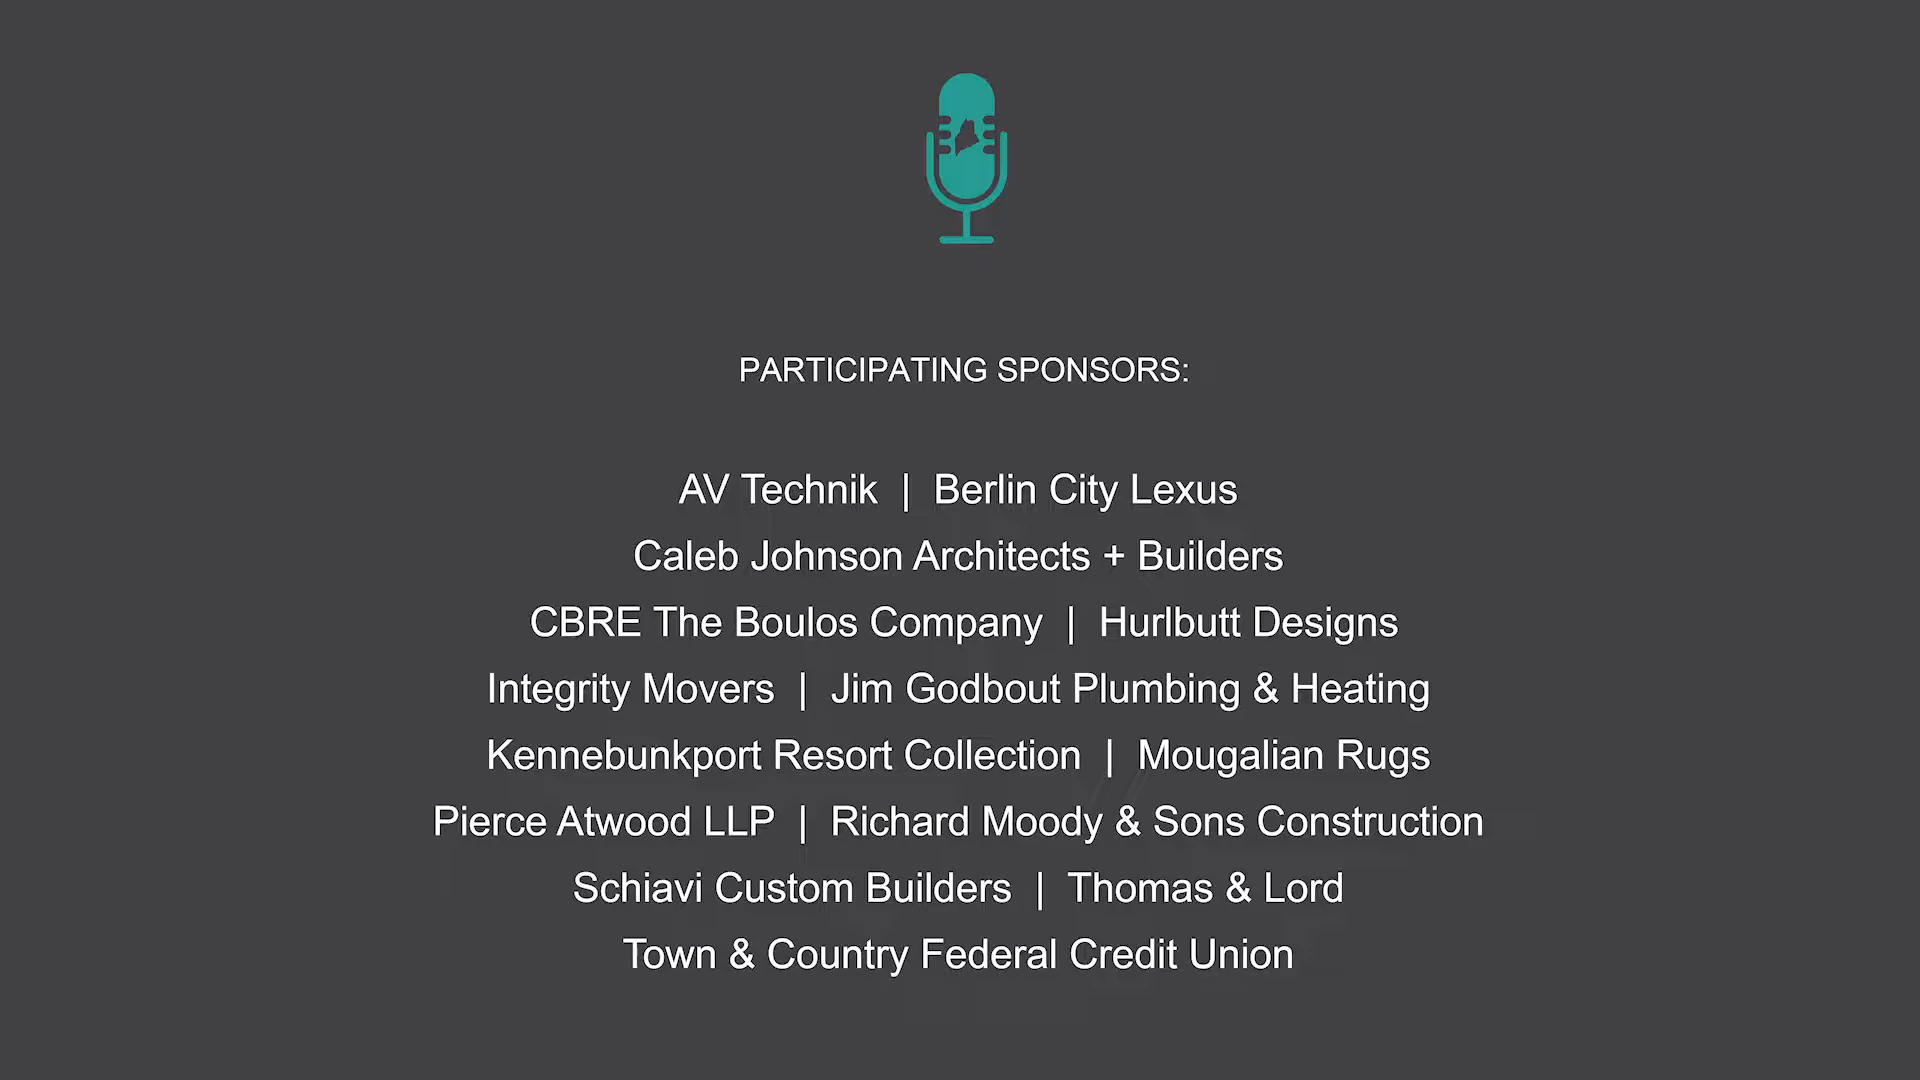 PARTICIPATING SPONSORS:
AV Technik | Berlin City Lexus
Caleb Johnson Architects + Builders
CBRE The Boulos Company | Hurlbutt Designs
Integrity Movers | Jim Godbout Plumbing & Heating
Kennebunkport Resort Collection | Mougalian Rugs
Pierce Atwood LLP | Richard Moody & Sons Construction
Schiavi Custom Builders | Thomas & Lord
Town & Country Federal Credit Union